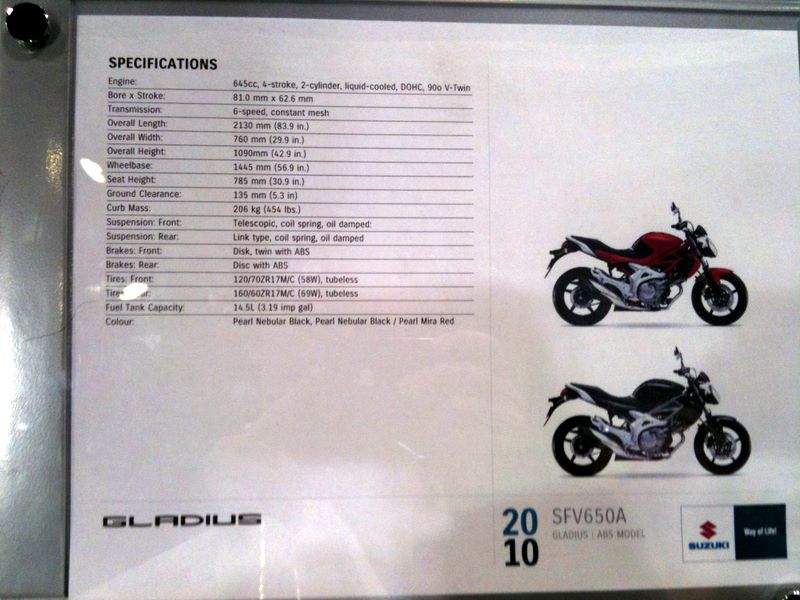 SPECIFICATIONS
Engine: 645cc, 4-stroke, 2-cylinder, liquid-cooled, DOHC, 90o V-Twin
Bore x Stroke: 81.0 mm x 62.6 mm
Transmission: 6-speed, constant mesh
Overall Length: 2130 mm (83.9 in.)
Overall Width: 760 mm (29.9 in.)
Overall Height: 1090mm (42.9 in.)
Wheelbase: 1445 mm (56.9 in.)
Seat Height: 785 mm (30.9 in.)
Ground Clearance: 135 mm (5.3 in)
Curb Mass: 206 kg (454 lbs.)
Suspension: Front: Telescopic, coil spring, oil damped:
Suspension: Rear: Link type, coil spring, oil damped
Brakes: Front: Disk, twin with ABS
Brakes: Rear: Disc with ABS
Tires: Front: 120/70ZR17M/C (58W), tubeless
160/60ZR17M/C (69W), tubeless
Fuel Tank Capacity: 14.5L (3.19 imp gal)
Colour: Pearl Nebular Black, Pearl Nebular Black / Pearl Mira Red
GLADIUS
2010
SFV650A
GLADIUS | ABS MODEL
SUZUKI
Way of Life!